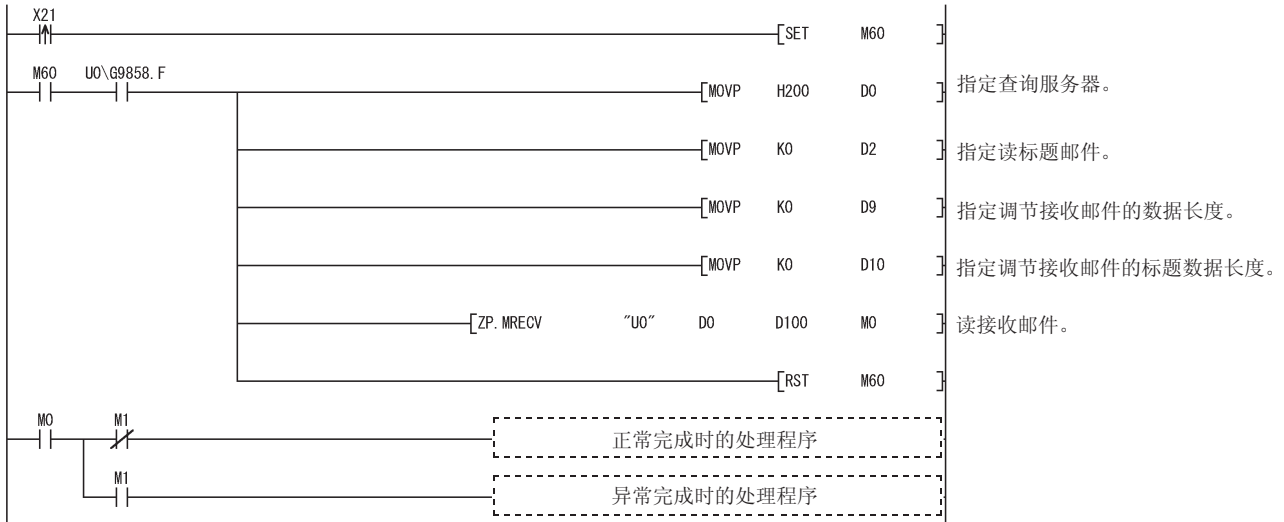 X21
SET M60
M60 U0\G9858.F
MOVP H200 D0 指定查询服务器。
MOVP K0 D2 指定读标题邮件。
MOVP K0 D9 指定调节接收邮件的数据长度。
MOVP K0 D10 指定调节接收邮件的标题数据长度。
ZP.MRECV "U0" D0 D100 M0 读接收邮件。
RST M60
M0 M1
正常完成时的处理程序
M1
异常完成时的处理程序